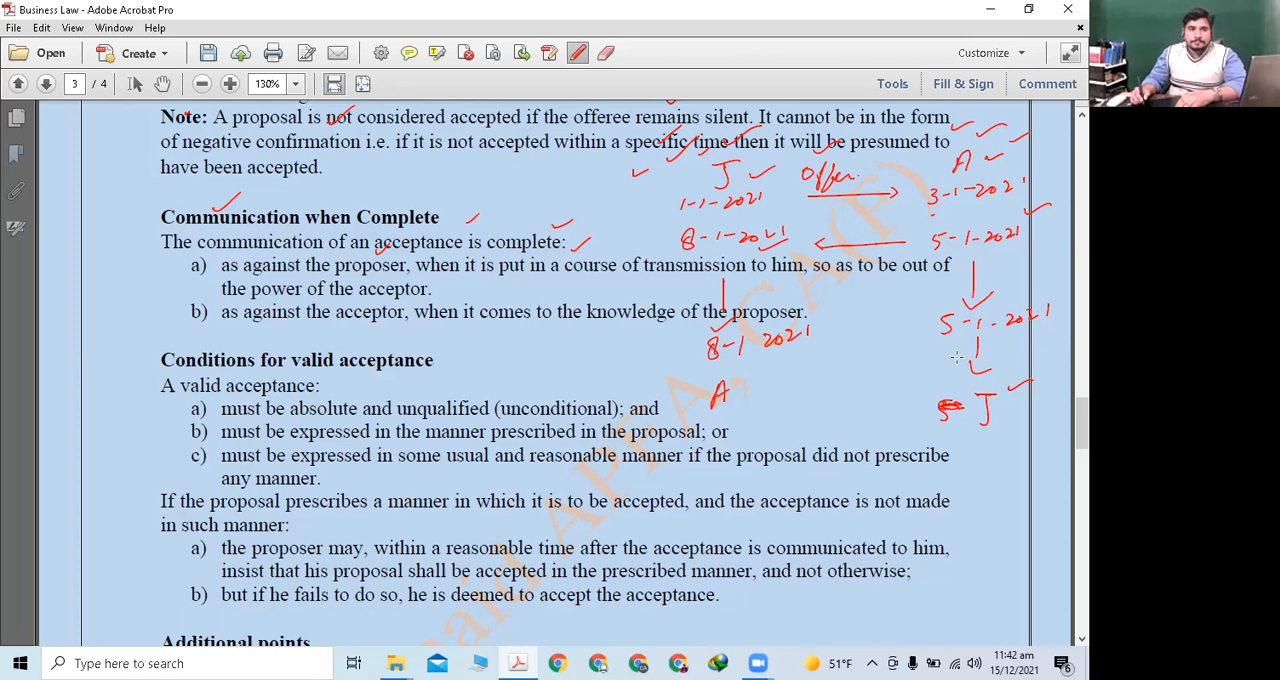 Business Law - Adobe Acrobat Pro
File Edit View Window Help
Open Create Customize
3 / 4 130% Tools Fill & Sign Comment
Note: A proposal is not considered accepted if the offeree remains silent. It cannot be in the form
of negative confirmation i.e. if it is not accepted within a specific time then it will be presumed to
have been accepted.
J Offer A
1-1-2021 3-1-2021
Communication when Complete
8-1-2021 5-1-2021
The communication of an acceptance is complete:
a) as against the proposer, when it is put in a course of transmission to him, so as to be out of
the power of the acceptor.
b) as against the acceptor, when it comes to the knowledge of the proposer.
5-1-2021
8-1 2021
Conditions for valid acceptance
A valid acceptance:
A J
a) must be absolute and unqualified (unconditional); and
b) must be expressed in the manner prescribed in the proposal; or
c) must be expressed in some usual and reasonable manner if the proposal did not prescribe
any manner.
If the proposal prescribes a manner in which it is to be accepted, and the acceptance is not made
in such manner:
a) the proposer may, within a reasonable time after the acceptance is communicated to him,
insist that his proposal shall be accepted in the prescribed manner, and not otherwise;
b) but if he fails to do so, he is deemed to accept the acceptance.
Additional points
Type here to search
51°F
11:42 am
15/12/2021
6